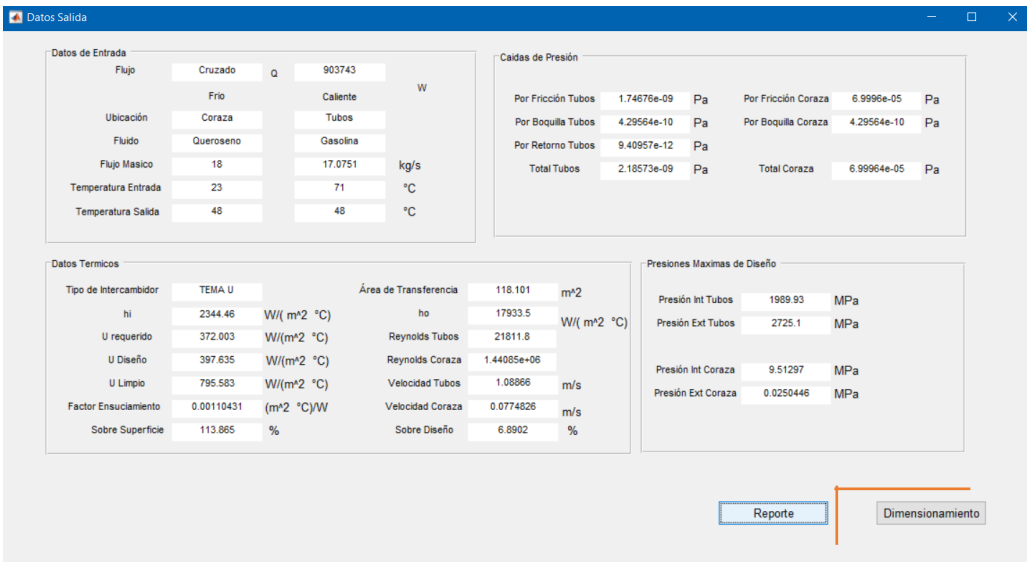 Datos Salida
Datos de Entrada
Flujo Cruzado Q 903743 W
Frio Caliente
Ubicación Coraza Tubos
Fluido Queroseno Gasolina
Flujo Masico 18 17.0751 kg/s
Temperatura Entrada 23 71 °C
Temperatura Salida 48 48 °C
Caidas de Presión
Por Fricción Tubos 1.74676e-09 Pa Por Fricción Coraza 6.9996e-05 Pa
Por Boquilla Tubos 4.29564e-10 Pa Por Boquilla Coraza 4.29564e-10 Pa
Por Retorno Tubos 9.40957e-12 Pa
Total Tubos 2.18573e-09 Pa Total Coraza 6.99964e-05 Pa
Datos Termicos
Tipo de Intercambidor TEMA U Área de Transferencia 118.101 m^2
hi 2344.46 W/( m^2 °C) ho 17933.5 W/( m^2 °C)
U requerido 372.003 W/(m^2 °C) Reynolds Tubos 21811.8
U Diseño 397.635 W/(m^2 °C) Reynolds Coraza 1.44085e+06
U Limpio 795.583 W/(m^2 °C) Velocidad Tubos 1.08866 m/s
Factor Ensuciamiento 0.00110431 (m^2 °C)/W Velocidad Coraza 0.0774826 m/s
Sobre Superficie 113.865 % Sobre Diseño 6.8902 %
Presiones Maximas de Diseño
Presión Int Tubos 1989.93 MPa
Presión Ext Tubos 2725.1 MPa
Presión Int Coraza 9.51297 MPa
Presión Ext Coraza 0.0250446 MPa
Reporte Dimensionamiento